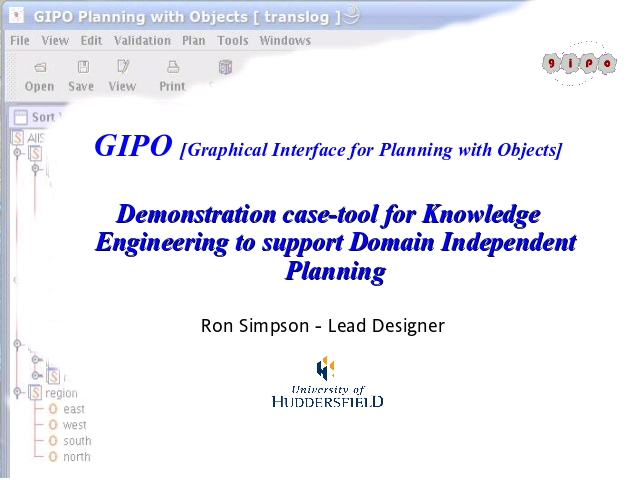 GIPO Planning with Objects [ translog ]
File View Edit Validation Plan Tools Windows
Open Save View Print
gipo
Sort
GIPO [Graphical Interface for Planning with Objects]
Demonstration case-tool for Knowledge
Engineering to support Domain Independent
Planning
Ron Simpson - Lead Designer
University of
HUDDERSFIELD
region
east
west
south
north